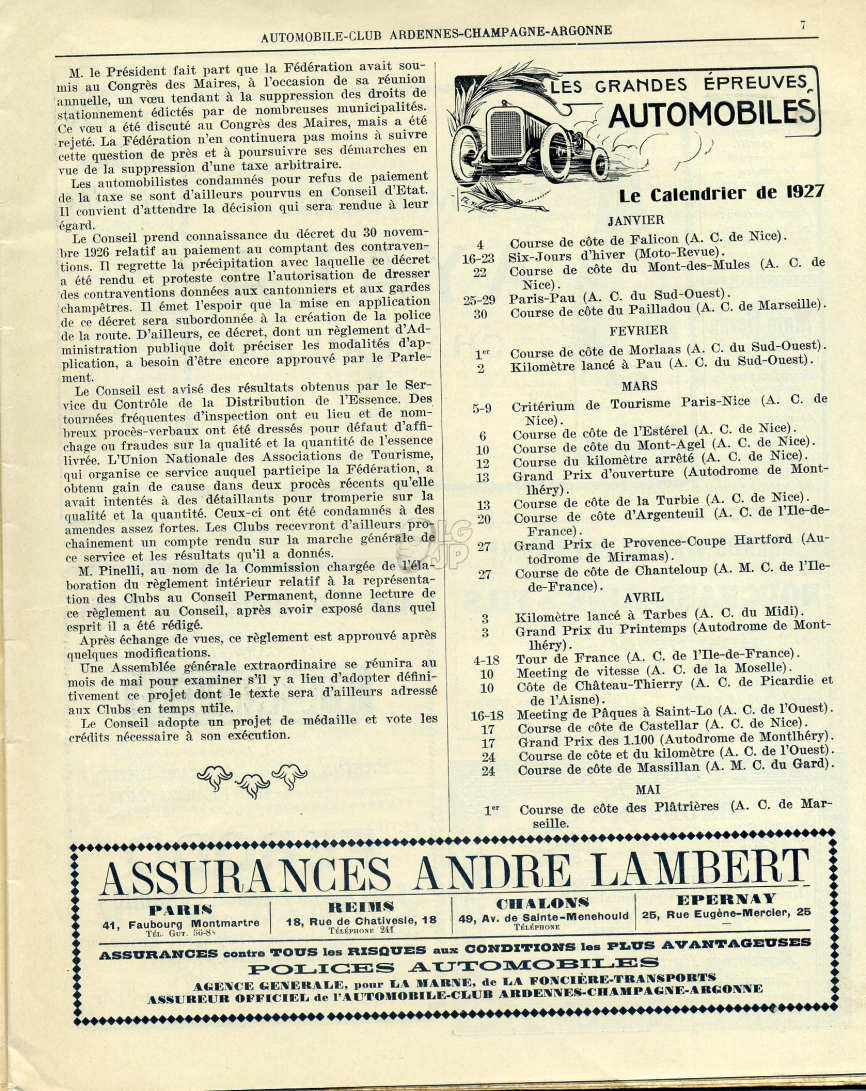 AUTOMOBILE-CLUB ARDENNES-CHAMPAGNE-ARGONNE
7
M. le Président fait part que la Fédération avait sou-
mis au Congrès des Maires, à l'occasion de sa réunion
annuelle, un vœu tendant à la suppression des droits de
stationnement édictés par de nombreuses municipalités.
Ce vœu a été discuté au Congrès des Maires, mais a été
rejeté. La Fédération n'en continuera pas moins à suivre
cette question de près et à poursuivre ses démarches en
vue de la suppression d'une taxe arbitraire.
Les automobilistes condamnés pour refus de paiement
de la taxe se sont d'ailleurs pourvus en Conseil d'Etat.
Il convient d'attendre la décision qui sera rendue à leur
égard.
Le Conseil prend connaissance du décret du 30 novem-
bre 1926 relatif au paiement au comptant des contraven-
tions. Il regrette la précipitation avec laquelle ce décret
a été rendu et proteste contre l'autorisation de dresser
des contraventions données aux cantonniers et aux gardes
champêtres. Il émet l'espoir que la mise en application
de ce décret sera subordonnée à la création de la police
de la route. D'ailleurs, ce décret, dont un règlement d'Ad-
ministration publique doit préciser les modalités d'ap-
plication, a besoin d'être encore approuvé par le Parle-
ment.
Le Conseil est avisé des résultats obtenus par le Ser-
vice du Contrôle de la Distribution de l'Essence. Des
tournées fréquentes d'inspection ont eu lieu et de nom-
breux procès-verbaux ont été dressés pour défaut d'affi-
chage ou fraudes sur la qualité et la quantité de l'essence
livrée. L'Union Nationale des Associations de Tourisme,
qui organise ce service auquel participe la Fédération, a
obtenu gain de cause dans deux procès récents qu'elle
avait intentés à des détaillants pour tromperie sur la
qualité et la quantité. Ceux-ci ont été condamnés à des
amendes assez fortes. Les Clubs recevront d'ailleurs pro-
chainement un compte rendu sur la marche générale de
ce service et les résultats qu'il a donnés.
M. Pinelli, au nom de la Commission chargée de l'éla-
boration du règlement intérieur relatif à la représenta-
tion des Clubs au Conseil Permanent, donne lecture de
ce règlement au Conseil, après avoir exposé dans quel
esprit il a été rédigé.
Après échange de vues, ce règlement est approuvé après
quelques modifications.
Une Assemblée générale extraordinaire se réunira au
mois de mai pour examiner s'il y a lieu d'adopter défini-
tivement ce projet dont le texte sera d'ailleurs adressé
aux Clubs en temps utile.
Le Conseil adopte un projet de médaille et vote les
crédits nécessaire à son exécution.
LES GRANDES ÉPREUVES
AUTOMOBILES
Le Calendrier de 1927
JANVIER
4 Course de côte de Falicon (A. C. de Nice).
16-23 Six-Jours d'hiver (Moto-Revue).
22 Course de côte du Mont-des-Mules (A. C. de
Nice).
25-29 Paris-Pau (A. C. du Sud-Ouest).
30 Course de côte du Pailladou (A. C. de Marseille).
FEVRIER
1er Course de côte de Morlaas (A. C. du Sud-Ouest).
2 Kilomètre lancé à Pau (A. C. du Sud-Ouest).
MARS
5-9 Critérium de Tourisme Paris-Nice (A. C. de
Nice).
6 Course de côte de l'Estérel (A. C. de Nice).
10 Course de côte du Mont-Agel (A. C. de Nice).
12 Course du kilomètre arrêté (A. C. de Nice).
13 Grand Prix d'ouverture (Autodrome de Mont-
lhéry).
13 Course de côte de la Turbie (A. C. de Nice).
20 Course de côte d'Argenteuil (A. C. de l'Ile-de-
France).
27 Grand Prix de Provence-Coupe Hartford (Au-
todrome de Miramas).
27 Course de côte de Chanteloup (A. M. C. de l'Ile-
de-France).
AVRIL
3 Kilomètre lancé à Tarbes (A. C. du Midi).
3 Grand Prix du Printemps (Autodrome de Mont-
lhéry).
4-18 Tour de France (A. C. de l'Ile-de-France).
10 Meeting de vitesse (A. C. de la Moselle).
10 Côte de Château-Thierry (A. C. de Picardie et
de l'Aisne).
16-18 Meeting de Pâques à Saint-Lo (A. C. de l'Ouest).
17 Course de côte de Castellar (A. C. de Nice).
17 Grand Prix des 1.100 (Autodrome de Montlhéry).
24 Course de côte et du kilomètre (A. C. de l'Ouest).
24 Course de côte de Massillan (A. M. C. du Gard).
MAI
1er Course de côte des Plâtrières (A. C. de Mar-
seille.
ASSURANCES ANDRE LAMBERT
PARIS
41, Faubourg Montmartre
TÉL. GUT.
REIMS
18, Rue de Chativesle, 18
TÉLÉPHONE 241
CHALONS
49, Av. de Sainte-Menehould
TÉLÉPHONE
EPERNAY
25, Rue Eugène-Mercier, 25
ASSURANCES contre TOUS les RISQUES aux CONDITIONS les PLUS AVANTAGEUSES
POLICES AUTOMOBILES
AGENCE GENERALE, pour LA MARNE, de LA FONCIÈRE-TRANSPORTS
ASSUREUR OFFICIEL de l'AUTOMOBILE-CLUB ARDENNES-CHAMPAGNE-ARGONNE